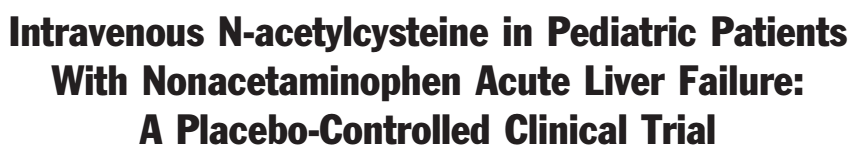 Intravenous N-acetylcysteine in Pediatric Patients
With Nonacetaminophen Acute Liver Failure:
A Placebo-Controlled Clinical Trial